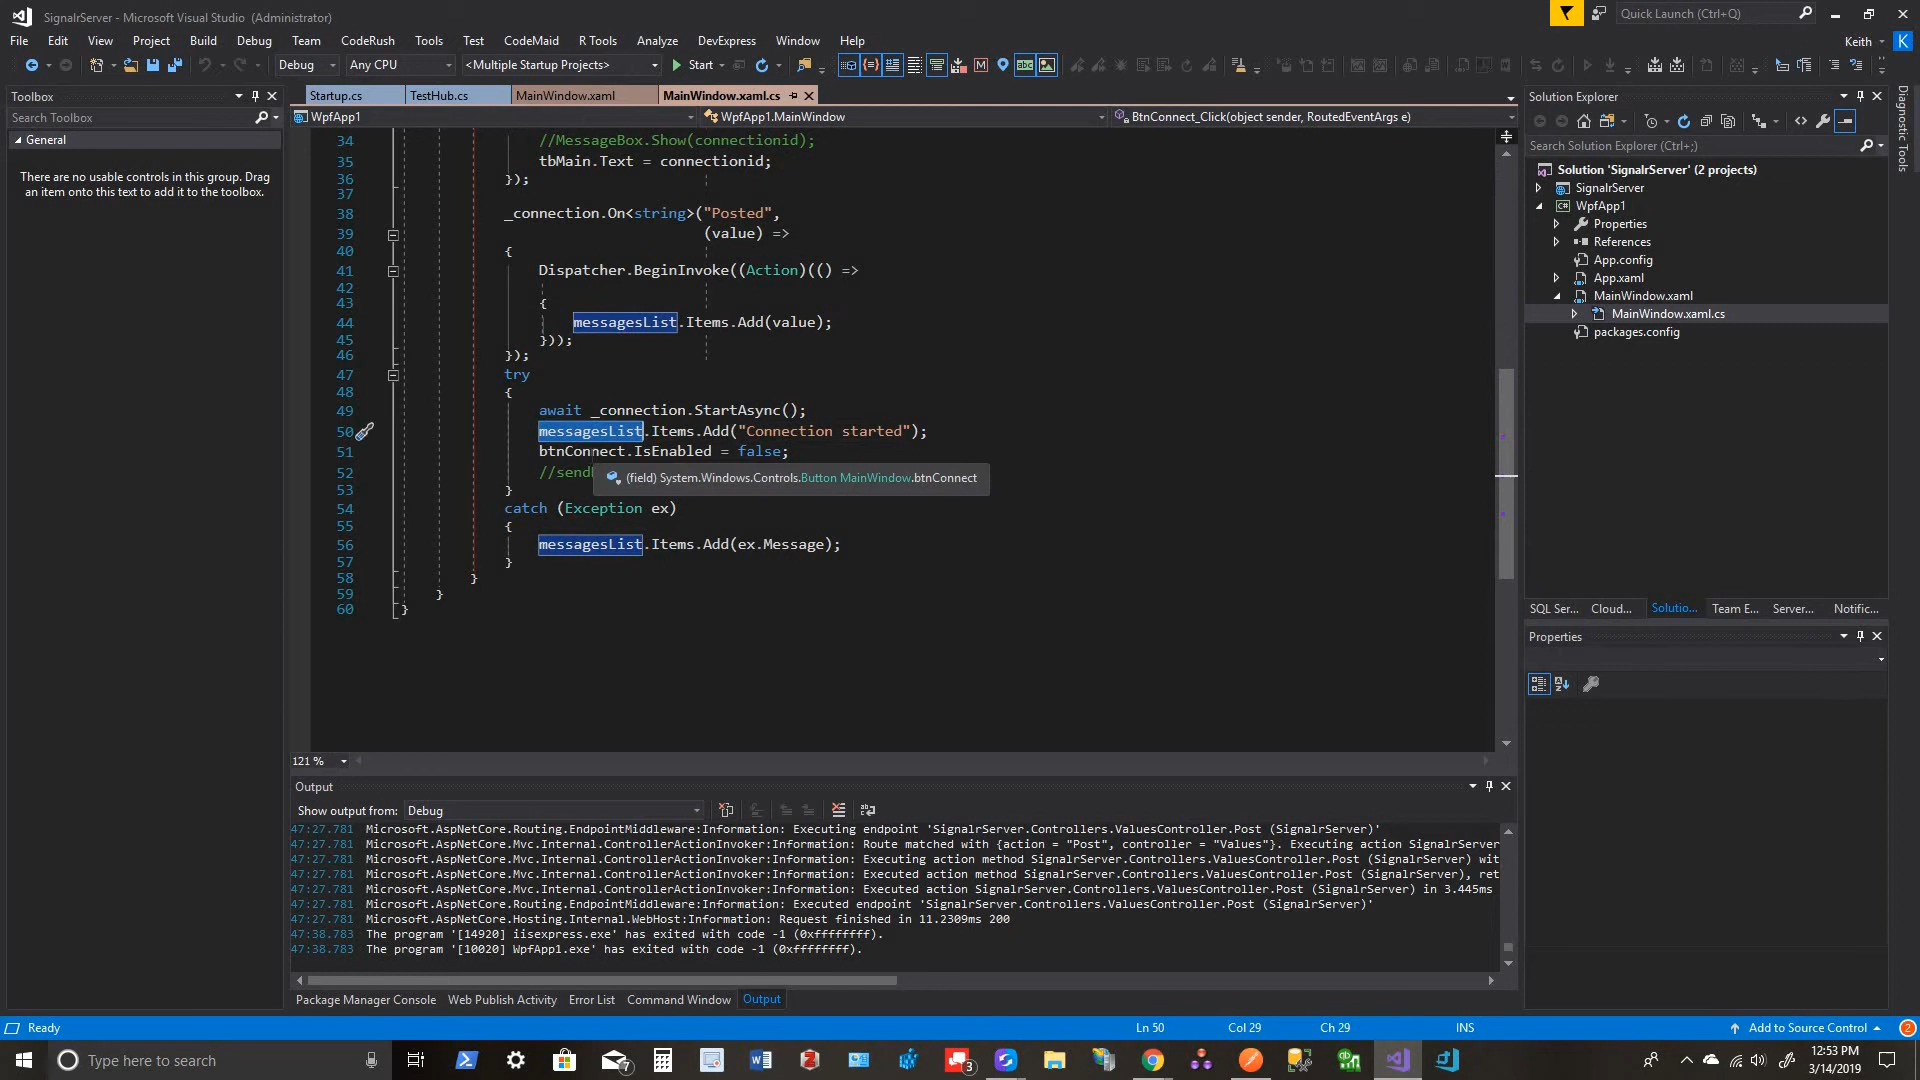 SignalrServer - Microsoft Visual Studio (Administrator)
Quick Launch (Ctrl+Q)
File Edit View Project Build Debug Team CodeRush Tools Test CodeMaid R Tools Analyze DevExpress Window Help
Keith K
Debug Any CPU <Multiple Startup Projects> Start
Toolbox
Search Toolbox
General
There are no usable controls in this group. Drag
an item onto this text to add it to the toolbox.
Startup.cs TestHub.cs MainWindow.xaml MainWindow.xaml.cs
WpfApp1 WpfApp1.MainWindow BtnConnect_Click(object sender, RoutedEventArgs e)
34 //MessageBox.Show(connectionid);
35 tbMain.Text = connectionid;
36 });
37
38 _connection.On<string>("Posted",
39 (value) =>
40 {
41 Dispatcher.BeginInvoke((Action)(() =>
42
43 {
44 messagesList.Items.Add(value);
45 }));
46 });
47 try
48 {
49 await _connection.StartAsync();
50 messagesList.Items.Add("Connection started");
51 btnConnect.IsEnabled = false;
52 //send
(field) System.Windows.Controls.Button MainWindow.btnConnect
53 }
54 catch (Exception ex)
55 {
56 messagesList.Items.Add(ex.Message);
57 }
58 }
59 }
60 }
121 %
Output
Show output from: Debug
47:27.781 Microsoft.AspNetCore.Routing.EndpointMiddleware:Information: Executing endpoint 'SignalrServer.Controllers.ValuesController.Post (SignalrServer)'
47:27.781 Microsoft.AspNetCore.Mvc.Internal.ControllerActionInvoker:Information: Route matched with {action = "Post", controller = "Values"}. Executing action SignalrServer
47:27.781 Microsoft.AspNetCore.Mvc.Internal.ControllerActionInvoker:Information: Executing action method SignalrServer.Controllers.ValuesController.Post (SignalrServer) wit
47:27.781 Microsoft.AspNetCore.Mvc.Internal.ControllerActionInvoker:Information: Executed action method SignalrServer.Controllers.ValuesController.Post (SignalrServer), ret
47:27.781 Microsoft.AspNetCore.Mvc.Internal.ControllerActionInvoker:Information: Executed action SignalrServer.Controllers.ValuesController.Post (SignalrServer) in 3.445ms
47:27.781 Microsoft.AspNetCore.Routing.EndpointMiddleware:Information: Executed endpoint 'SignalrServer.Controllers.ValuesController.Post (SignalrServer)'
47:27.781 Microsoft.AspNetCore.Hosting.Internal.WebHost:Information: Request finished in 11.2309ms 200
47:38.783 The program '[14920] iisexpress.exe' has exited with code -1 (0xffffffff).
47:38.783 The program '[10020] WpfApp1.exe' has exited with code -1 (0xffffffff).
Package Manager Console Web Publish Activity Error List Command Window Output
Solution Explorer
Search Solution Explorer (Ctrl+;)
Solution 'SignalrServer' (2 projects)
SignalrServer
WpfApp1
Properties
References
App.config
App.xaml
MainWindow.xaml
MainWindow.xaml.cs
packages.config
SQL Ser... Cloud... Solutio... Team E... Server... Notific...
Properties
Diagnostic Tools
Ready Ln 50 Col 29 Ch 29 INS Add to Source Control 2
Type here to search
7
3
12:53 PM
3/14/2019